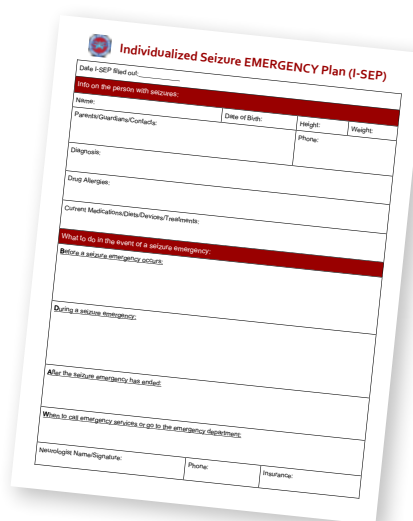 Individualized Seizure EMERGENCY Plan (I-SEP)
Date I-SEP filled out:
Info on the person with seizures:
Name: Date of Birth: Height: Weight:
Parents/Guardians/Contacts: Phone:
Diagnosis:
Drug Allergies:
Current Medications/Diets/Devices/Treatments:
What to do in the event of a seizure emergency:
Before a seizure emergency occurs:
During a seizure emergency:
After the seizure emergency has ended:
When to call emergency services or go to the emergency department:
Neurologist Name/Signature: Phone: Insurance: